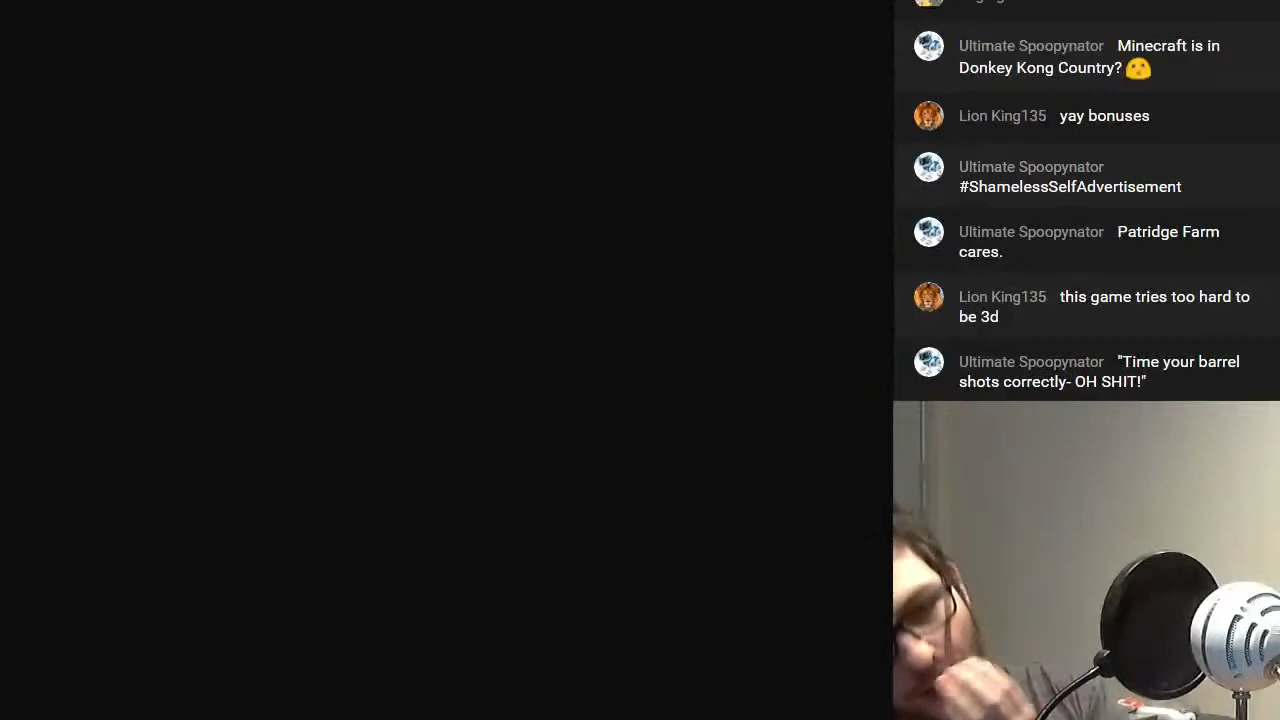 Ultimate Spoopynator Minecraft is in
Donkey Kong Country?
Lion King135 yay bonuses
Ultimate Spoopynator
#ShamelessSelfAdvertisement
Ultimate Spoopynator Patridge Farm
cares.
Lion King135 this game tries too hard to
be 3d
Ultimate Spoopynator "Time your barrel
shots correctly- OH SHIT!"